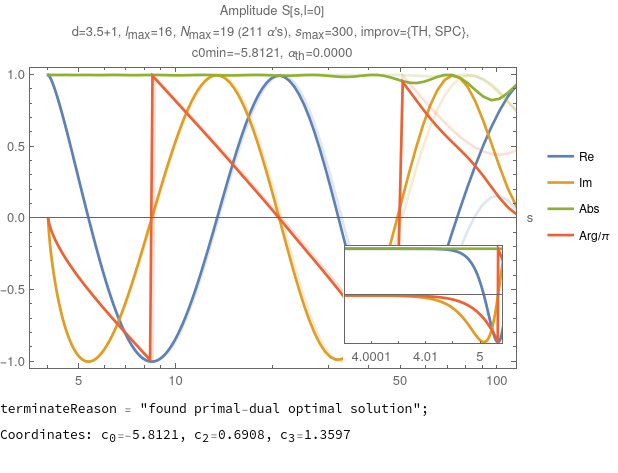 Amplitude S[s,l=0]
d=3.5+1, lmax=16, Nmax=19 (211 α's), smax=300, improv={TH, SPC},
c0min=−5.8121, αth=0.0000
1.0
0.5
0.0
−0.5
−1.0
5
10
50
100
s
4.0001
4.01
5
Re
Im
Abs
Arg/π
terminateReason = "found primal-dual optimal solution";
Coordinates: c0=−5.8121, c2=0.6908, c3=1.3597